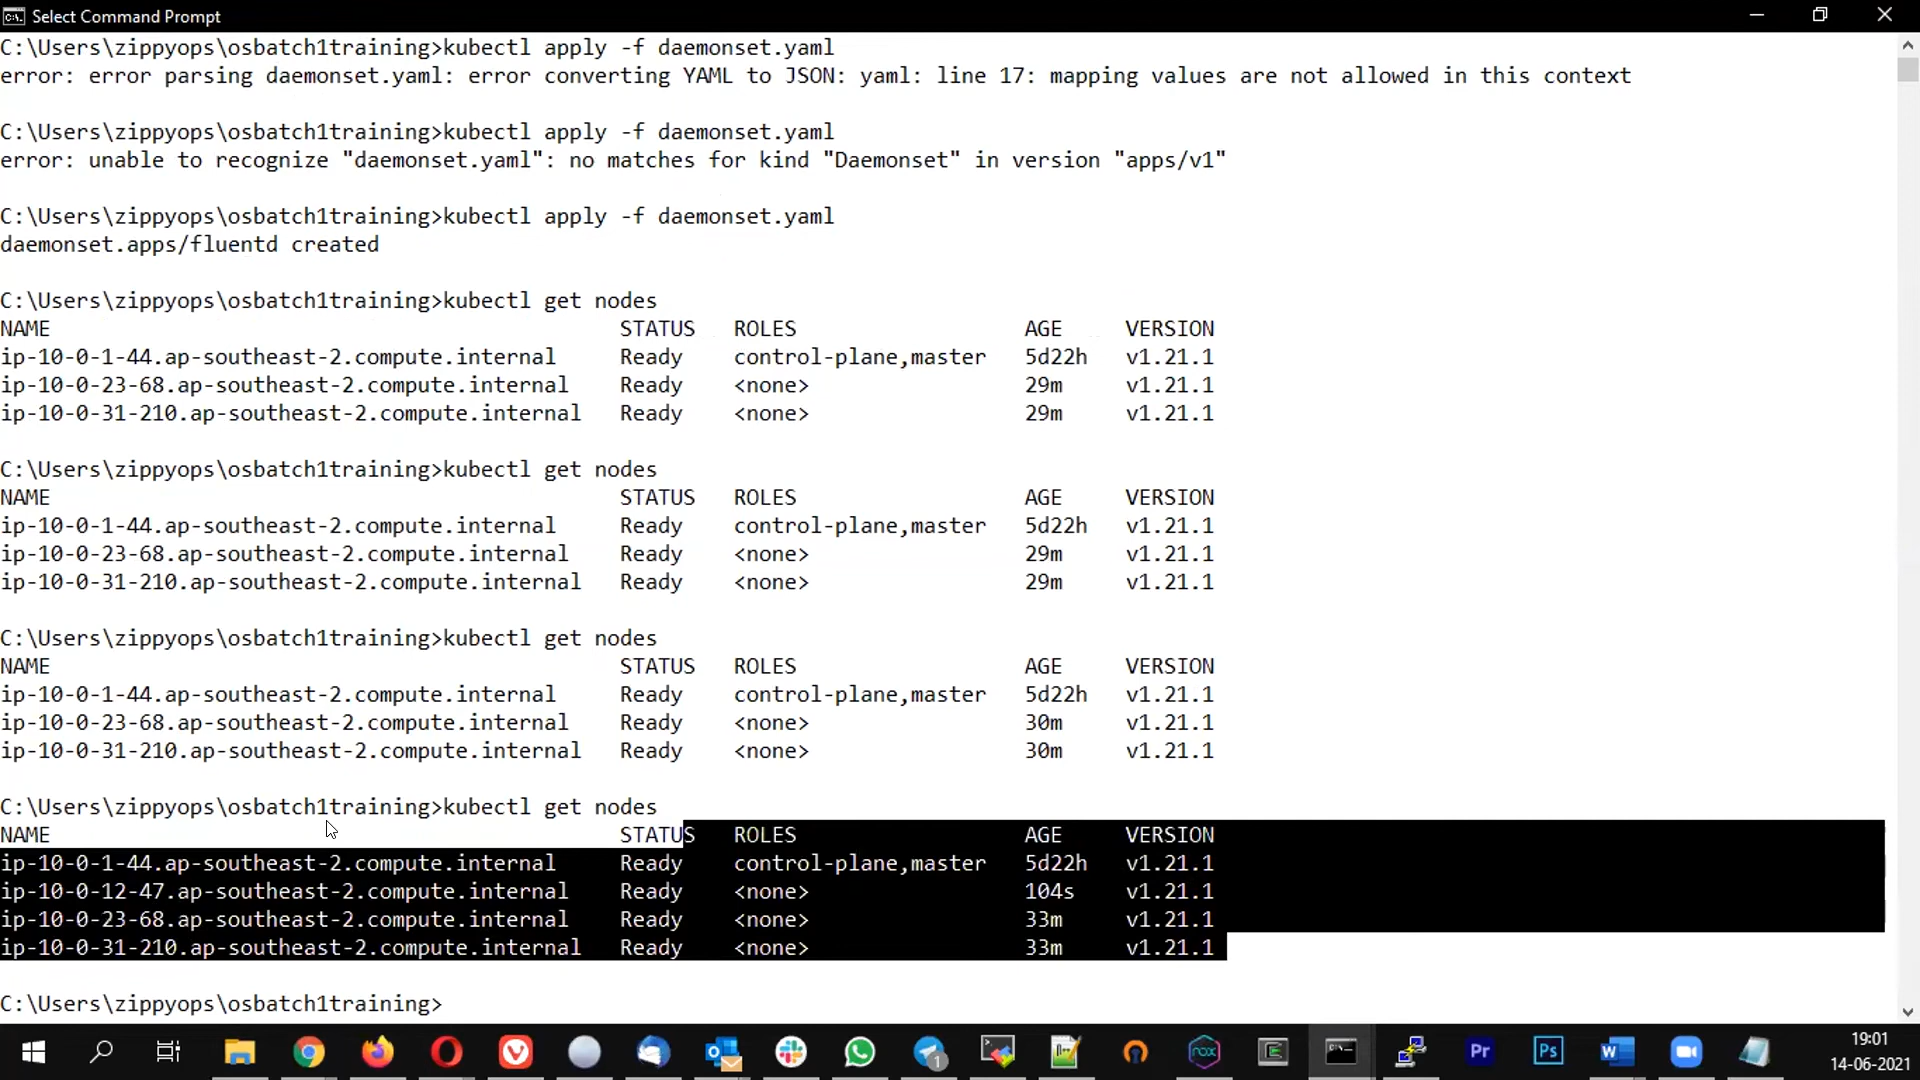 Select Command Prompt
C:\Users\zippyops\osbatch1training>kubectl apply -f daemonset.yaml
error: error parsing daemonset.yaml: error converting YAML to JSON: yaml: line 17: mapping values are not allowed in this context
C:\Users\zippyops\osbatch1training>kubectl apply -f daemonset.yaml
error: unable to recognize "daemonset.yaml": no matches for kind "Daemonset" in version "apps/v1"
C:\Users\zippyops\osbatch1training>kubectl apply -f daemonset.yaml
daemonset.apps/fluentd created
C:\Users\zippyops\osbatch1training>kubectl get nodes
NAME STATUS ROLES AGE VERSION
ip-10-0-1-44.ap-southeast-2.compute.internal Ready control-plane,master 5d22h v1.21.1
ip-10-0-23-68.ap-southeast-2.compute.internal Ready <none> 29m v1.21.1
ip-10-0-31-210.ap-southeast-2.compute.internal Ready <none> 29m v1.21.1
C:\Users\zippyops\osbatch1training>kubectl get nodes
NAME STATUS ROLES AGE VERSION
ip-10-0-1-44.ap-southeast-2.compute.internal Ready control-plane,master 5d22h v1.21.1
ip-10-0-23-68.ap-southeast-2.compute.internal Ready <none> 29m v1.21.1
ip-10-0-31-210.ap-southeast-2.compute.internal Ready <none> 29m v1.21.1
C:\Users\zippyops\osbatch1training>kubectl get nodes
NAME STATUS ROLES AGE VERSION
ip-10-0-1-44.ap-southeast-2.compute.internal Ready control-plane,master 5d22h v1.21.1
ip-10-0-23-68.ap-southeast-2.compute.internal Ready <none> 30m v1.21.1
ip-10-0-31-210.ap-southeast-2.compute.internal Ready <none> 30m v1.21.1
C:\Users\zippyops\osbatch1training>kubectl get nodes
NAME STATUS ROLES AGE VERSION
ip-10-0-1-44.ap-southeast-2.compute.internal Ready control-plane,master 5d22h v1.21.1
ip-10-0-12-47.ap-southeast-2.compute.internal Ready <none> 104s v1.21.1
ip-10-0-23-68.ap-southeast-2.compute.internal Ready <none> 33m v1.21.1
ip-10-0-31-210.ap-southeast-2.compute.internal Ready <none> 33m v1.21.1
C:\Users\zippyops\osbatch1training>
1
nox
Pr
Ps
W
19:01
14-06-2021